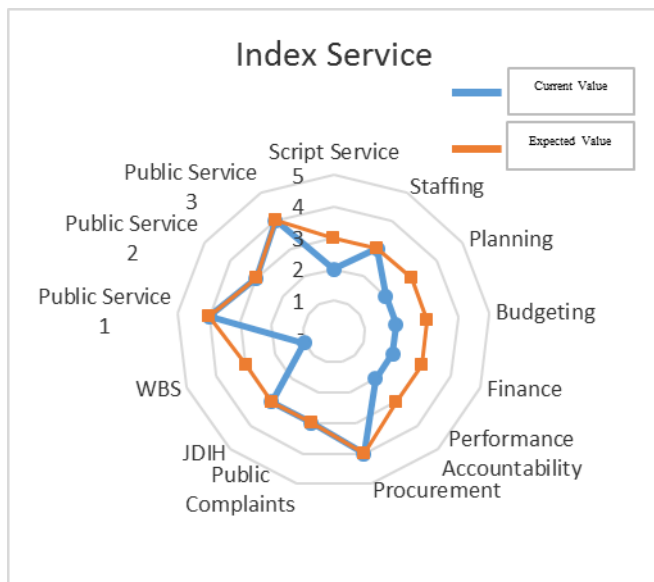 Index Service
Current Value
Expected Value
Script Service
Staffing
Planning
Budgeting
Finance
Performance
Accountability
Procurement
Public
Complaints
JDIH
WBS
Public Service
1
Public Service
2
Public Service
3
5
4
3
2
1